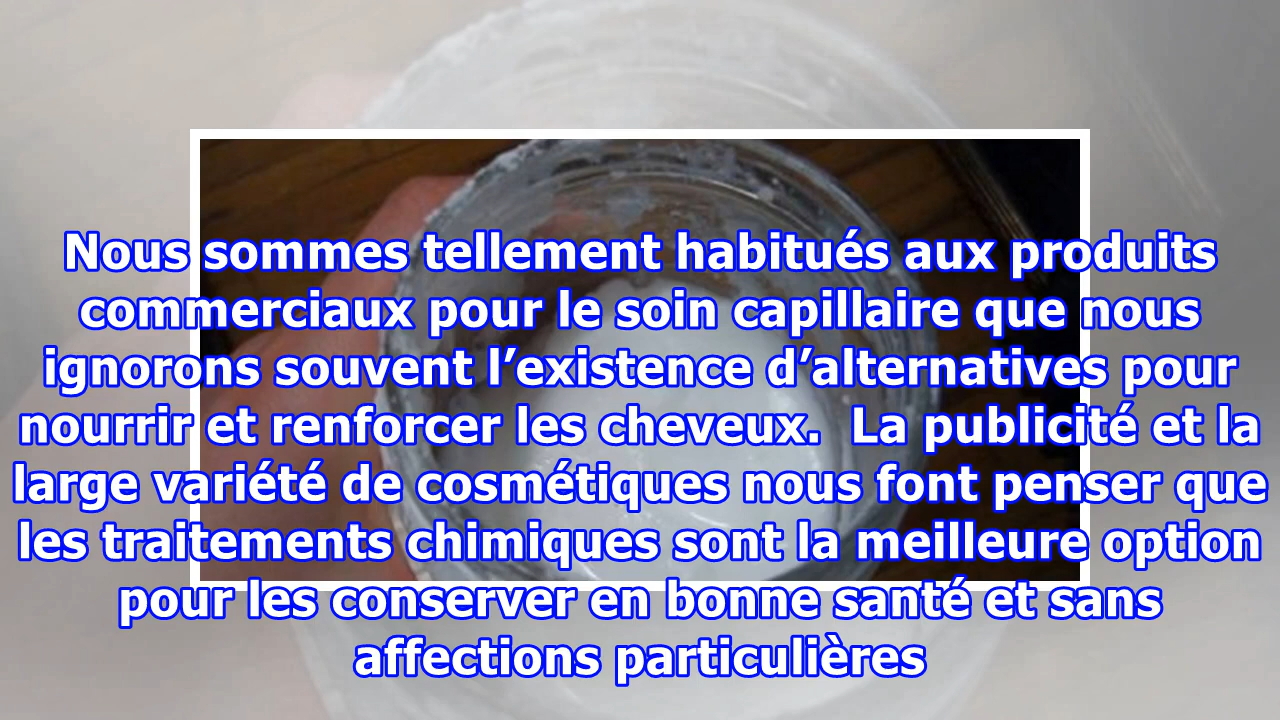 Nous sommes tellement habitués aux produits
commerciaux pour le soin capillaire que nous
ignorons souvent l’existence d’alternatives pour
nourrir et renforcer les cheveux.  La publicité et la
large variété de cosmétiques nous font penser que
les traitements chimiques sont la meilleure option
pour les conserver en bonne santé et sans
affections particulières